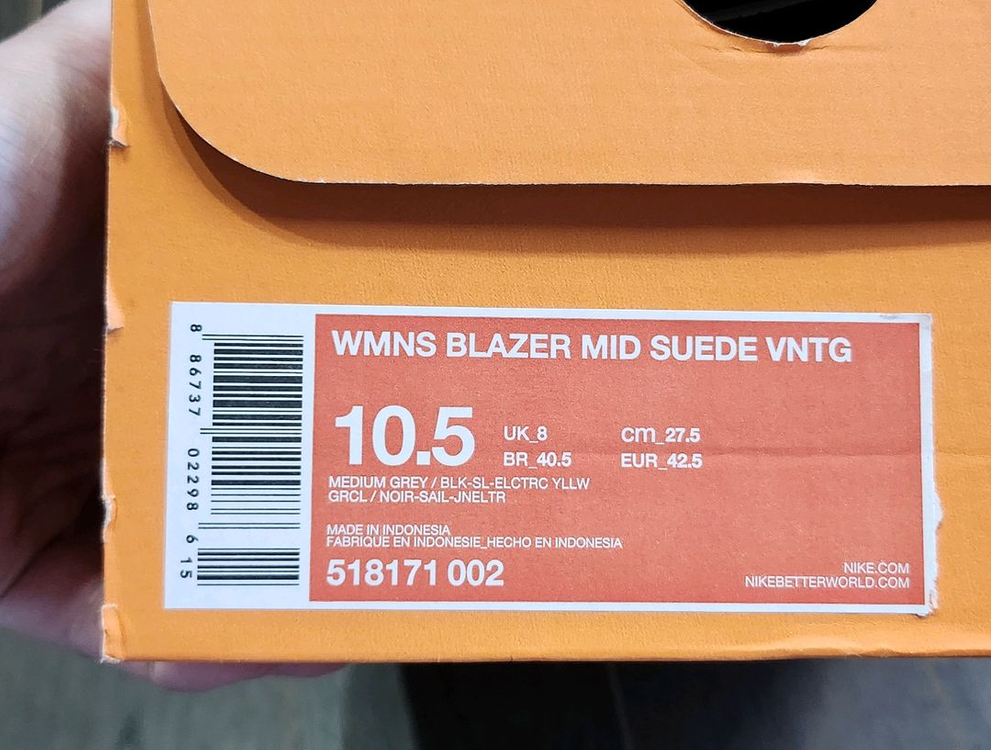 WMNS BLAZER MID SUEDE VNTG
10.5
UK_8 cm_27.5
BR_40.5 EUR_42.5
MEDIUM GREY / BLK-SL-ELCTRC YLLW
GRCL / NOIR-SAIL-JNELTR
MADE IN INDONESIA
FABRIQUE EN INDONESIE_HECHO EN INDONESIA
518171 002
NIKE.COM
NIKEBETTERWORLD.COM
8 86737 02298 6 15